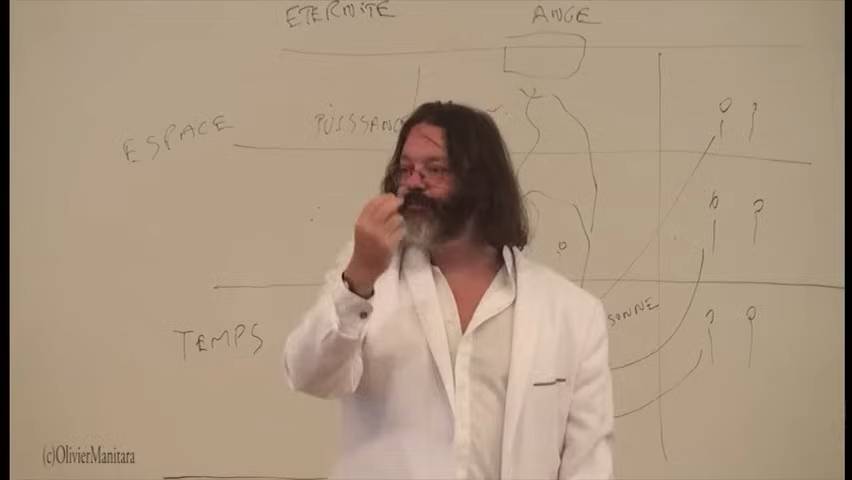 ETERNITE
ANGE
ESPACE
PUISSANC
TEMPS
SONNE
(c)OlivierManitara